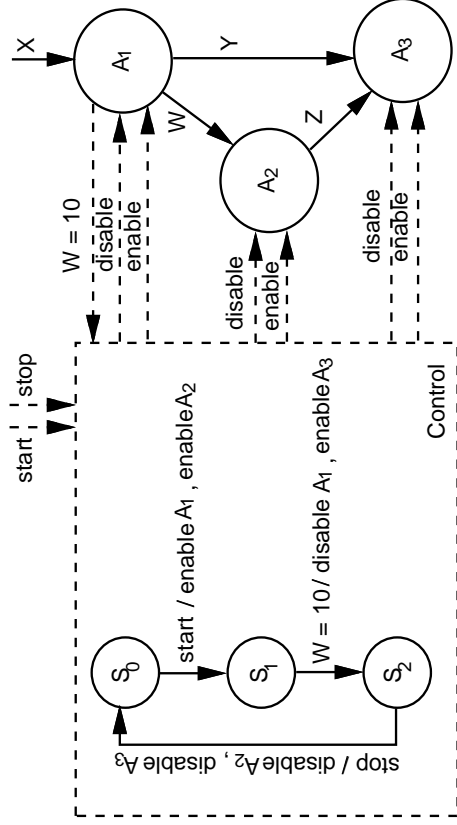 start
stop
X
W = 10
disable
enable
A1
W
Y
disable
enable
A2
Z
disable
enable
A3
S0
start / enable A1 , enable A2
S1
W = 10 / disable A1 , enable A3
S2
stop / disable A2 , disable A3
Control